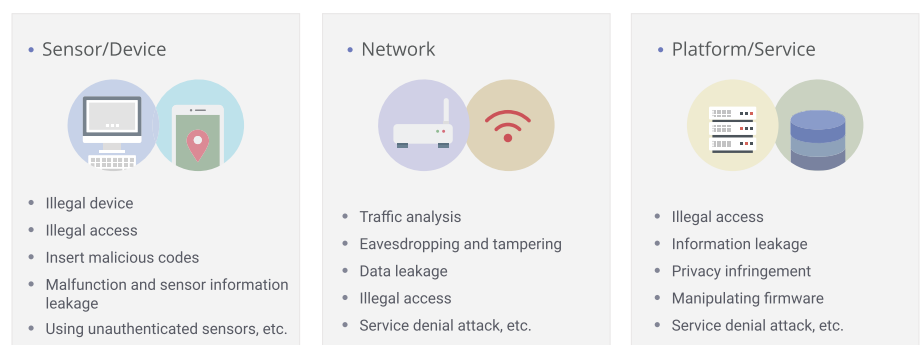 • Sensor/Device
• Illegal device
• Illegal access
• Insert malicious codes
• Malfunction and sensor information
leakage
• Using unauthenticated sensors, etc.
• Network
• Traffic analysis
• Eavesdropping and tampering
• Data leakage
• Illegal access
• Service denial attack, etc.
• Platform/Service
• Illegal access
• Information leakage
• Privacy infringement
• Manipulating firmware
• Service denial attack, etc.